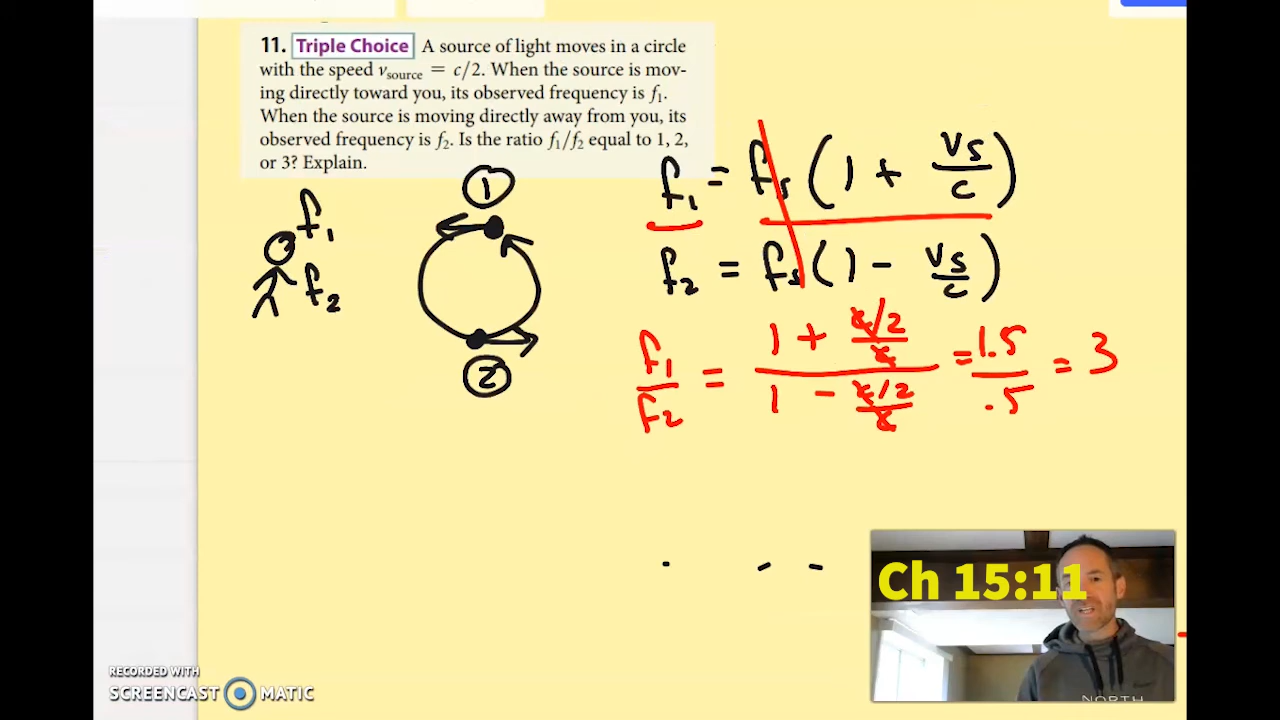 11. Triple Choice A source of light moves in a circle
with the speed vsource = c/2. When the source is mov-
ing directly toward you, its observed frequency is f1.
When the source is moving directly away from you, its
observed frequency is f2. Is the ratio f1/f2 equal to 1, 2,
or 3? Explain.
1
f1
f2
2
f1 = fs (1 + vs/c)
f2 = fs (1 - vs/c)
f1/f2 = (1 + c/2/c)/(1 - c/2/c) = 1.5/.5 = 3
Ch 15:11
NORTH
RECORDED WITH
SCREENCAST MATIC